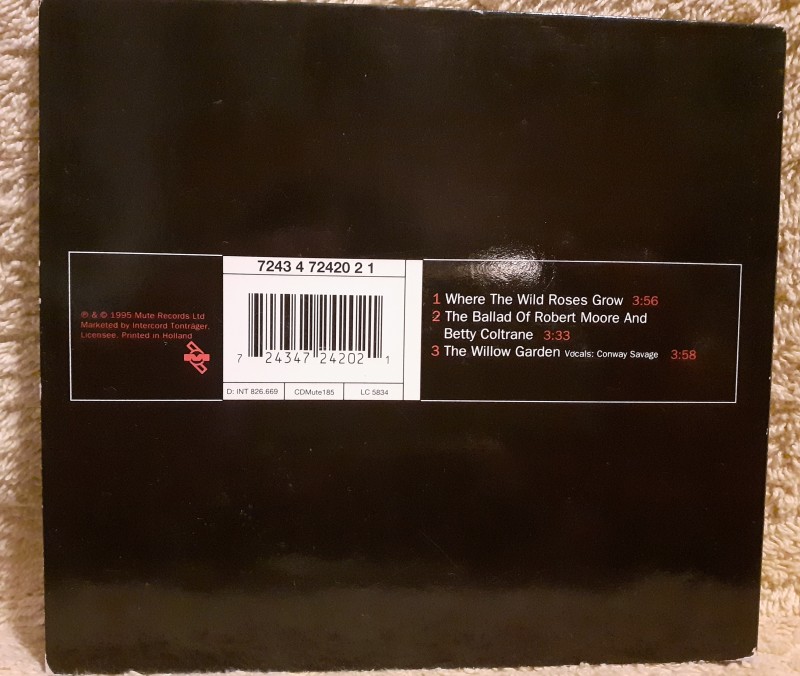 7243 4 72420 2 1
7 24347 24202 1
D: INT 826.669 CDMute185 LC 5834
℗ & © 1995 Mute Records Ltd
Marketed by Intercord Tonträger,
Licensee. Printed in Holland
1 Where The Wild Roses Grow 3:56
2 The Ballad Of Robert Moore And
Betty Coltrane 3:33
3 The Willow Garden Vocals: Conway Savage 3:58